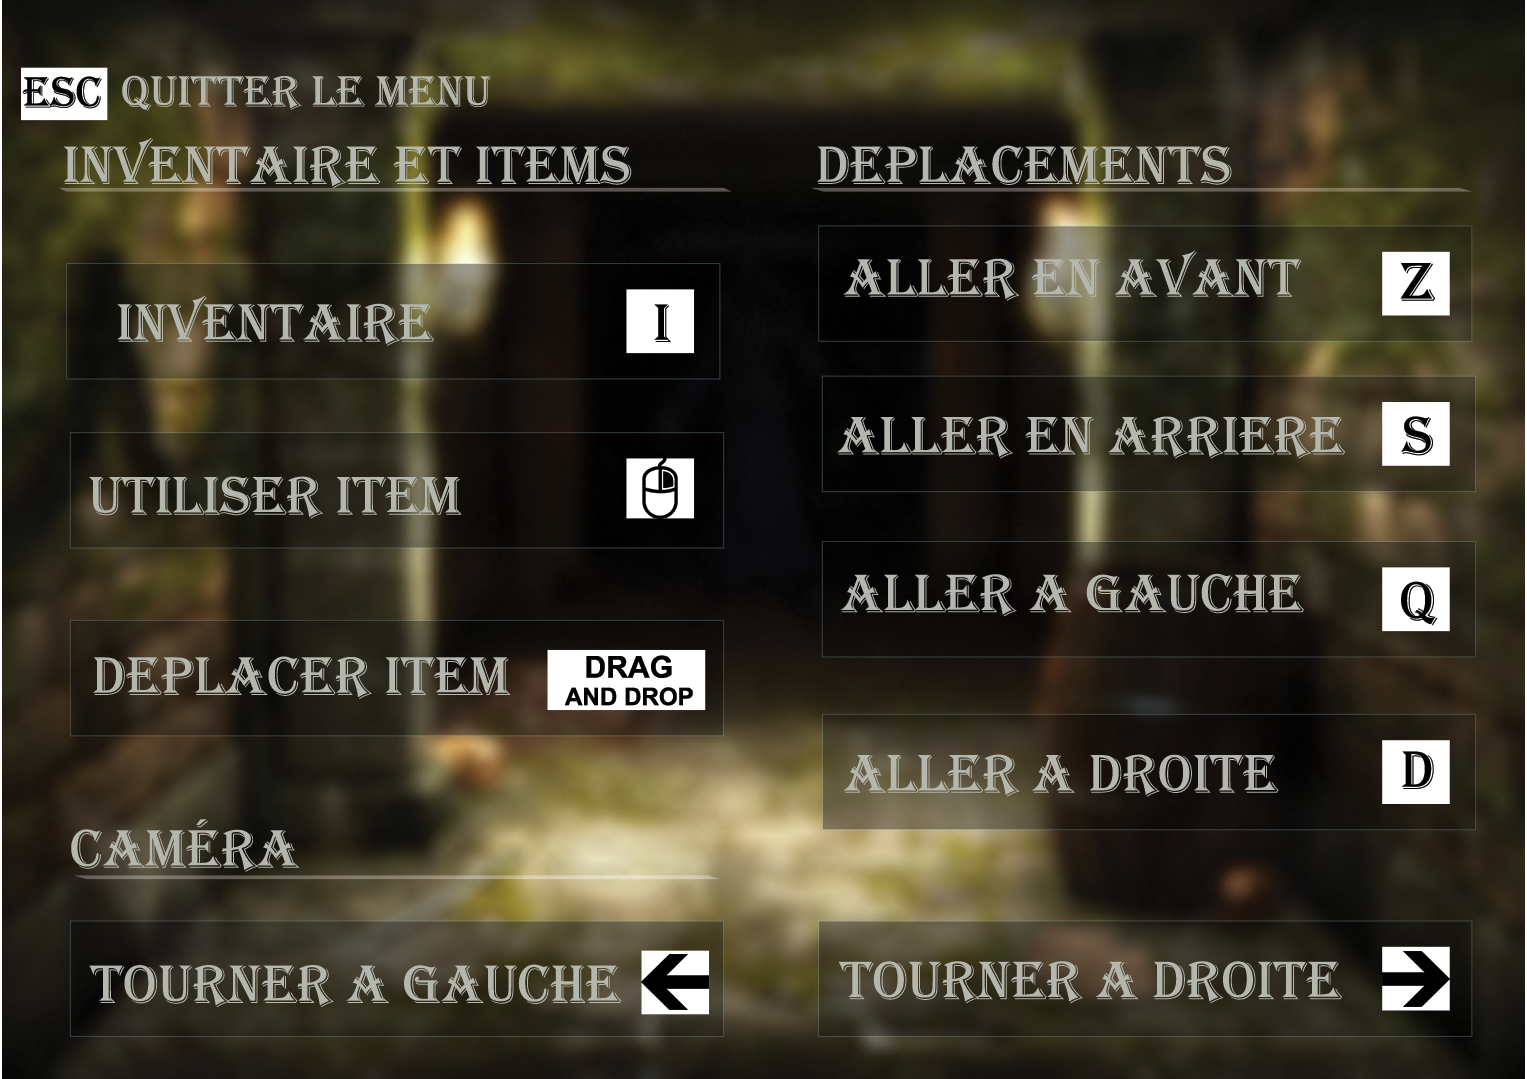 ESC QUITTER LE MENU
INVENTAIRE ET ITEMS
INVENTAIRE I
UTILISER ITEM
DEPLACER ITEM DRAG
AND DROP
CAMÉRA
TOURNER A GAUCHE
DEPLACEMENTS
ALLER EN AVANT Z
ALLER EN ARRIERE S
ALLER A GAUCHE Q
ALLER A DROITE D
TOURNER A DROITE